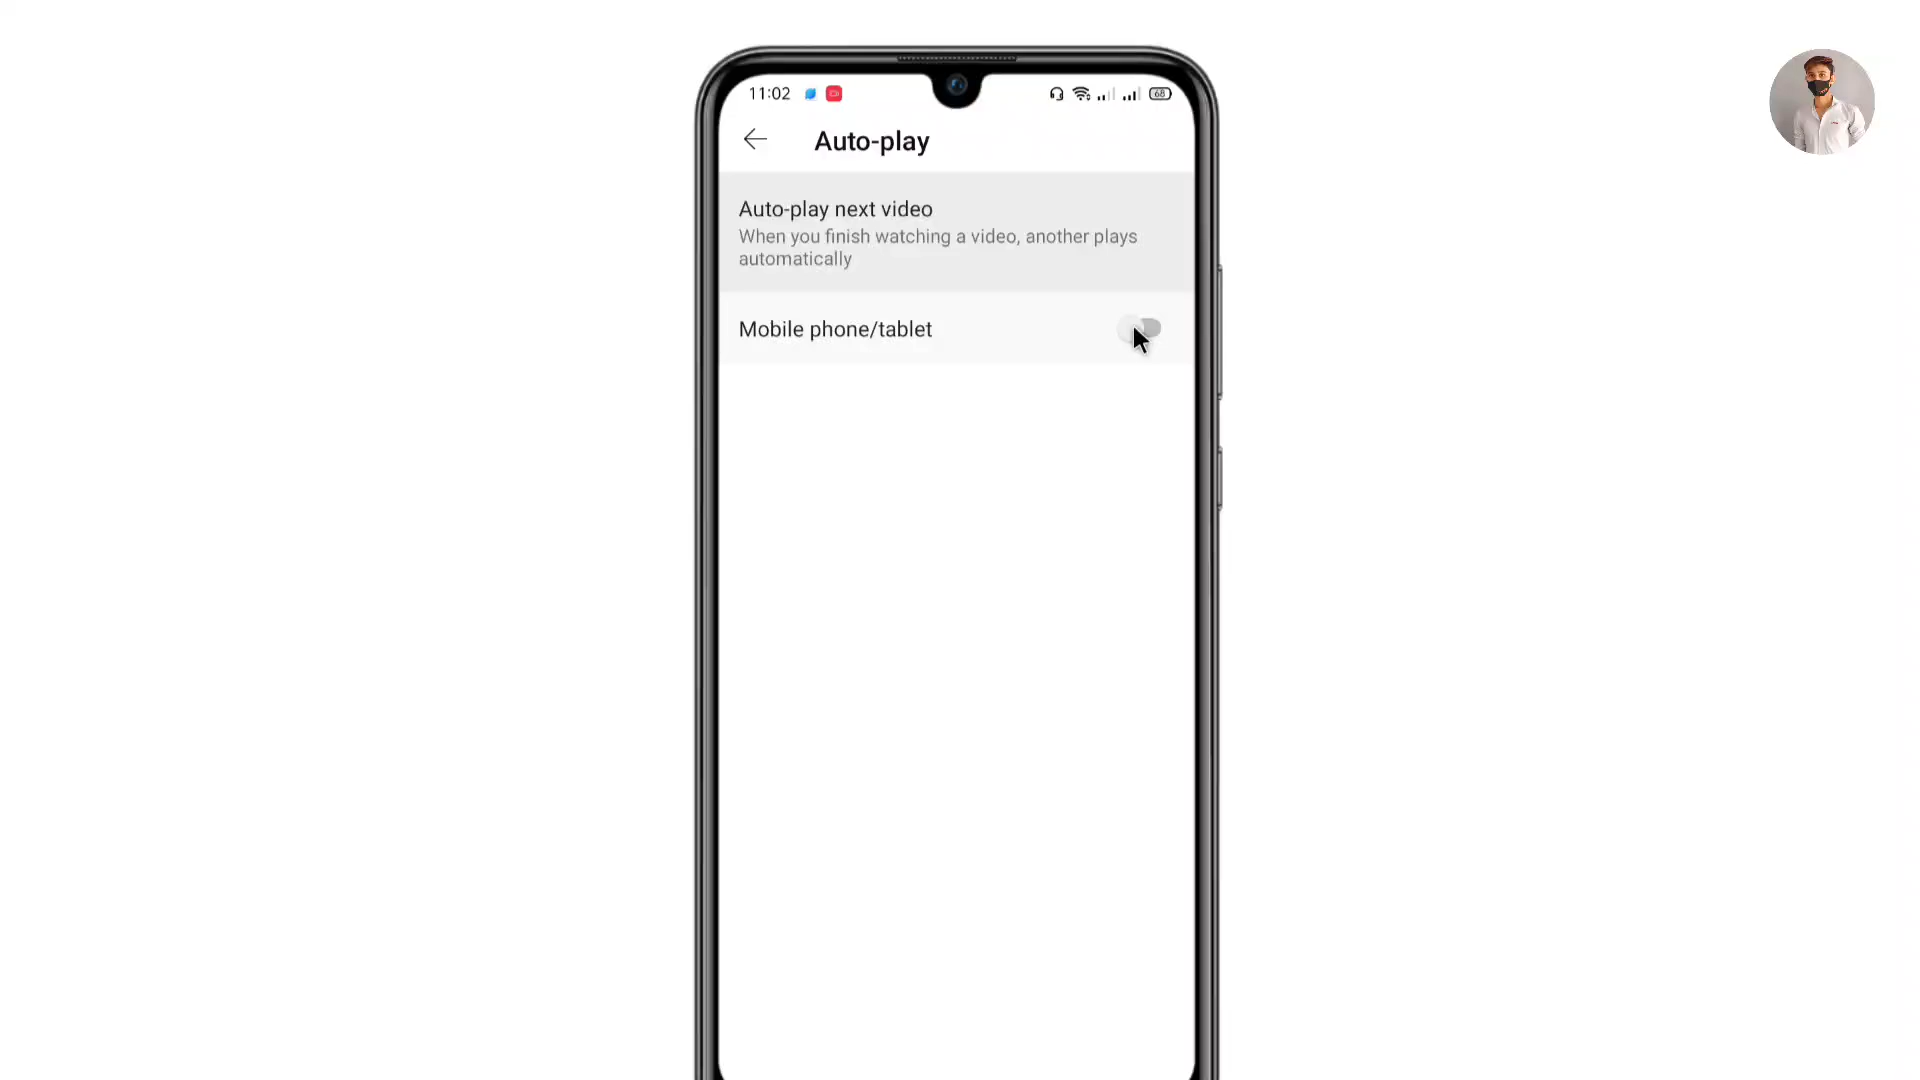 11:02
68
Auto-play
Auto-play next video
When you finish watching a video, another plays
automatically
Mobile phone/tablet